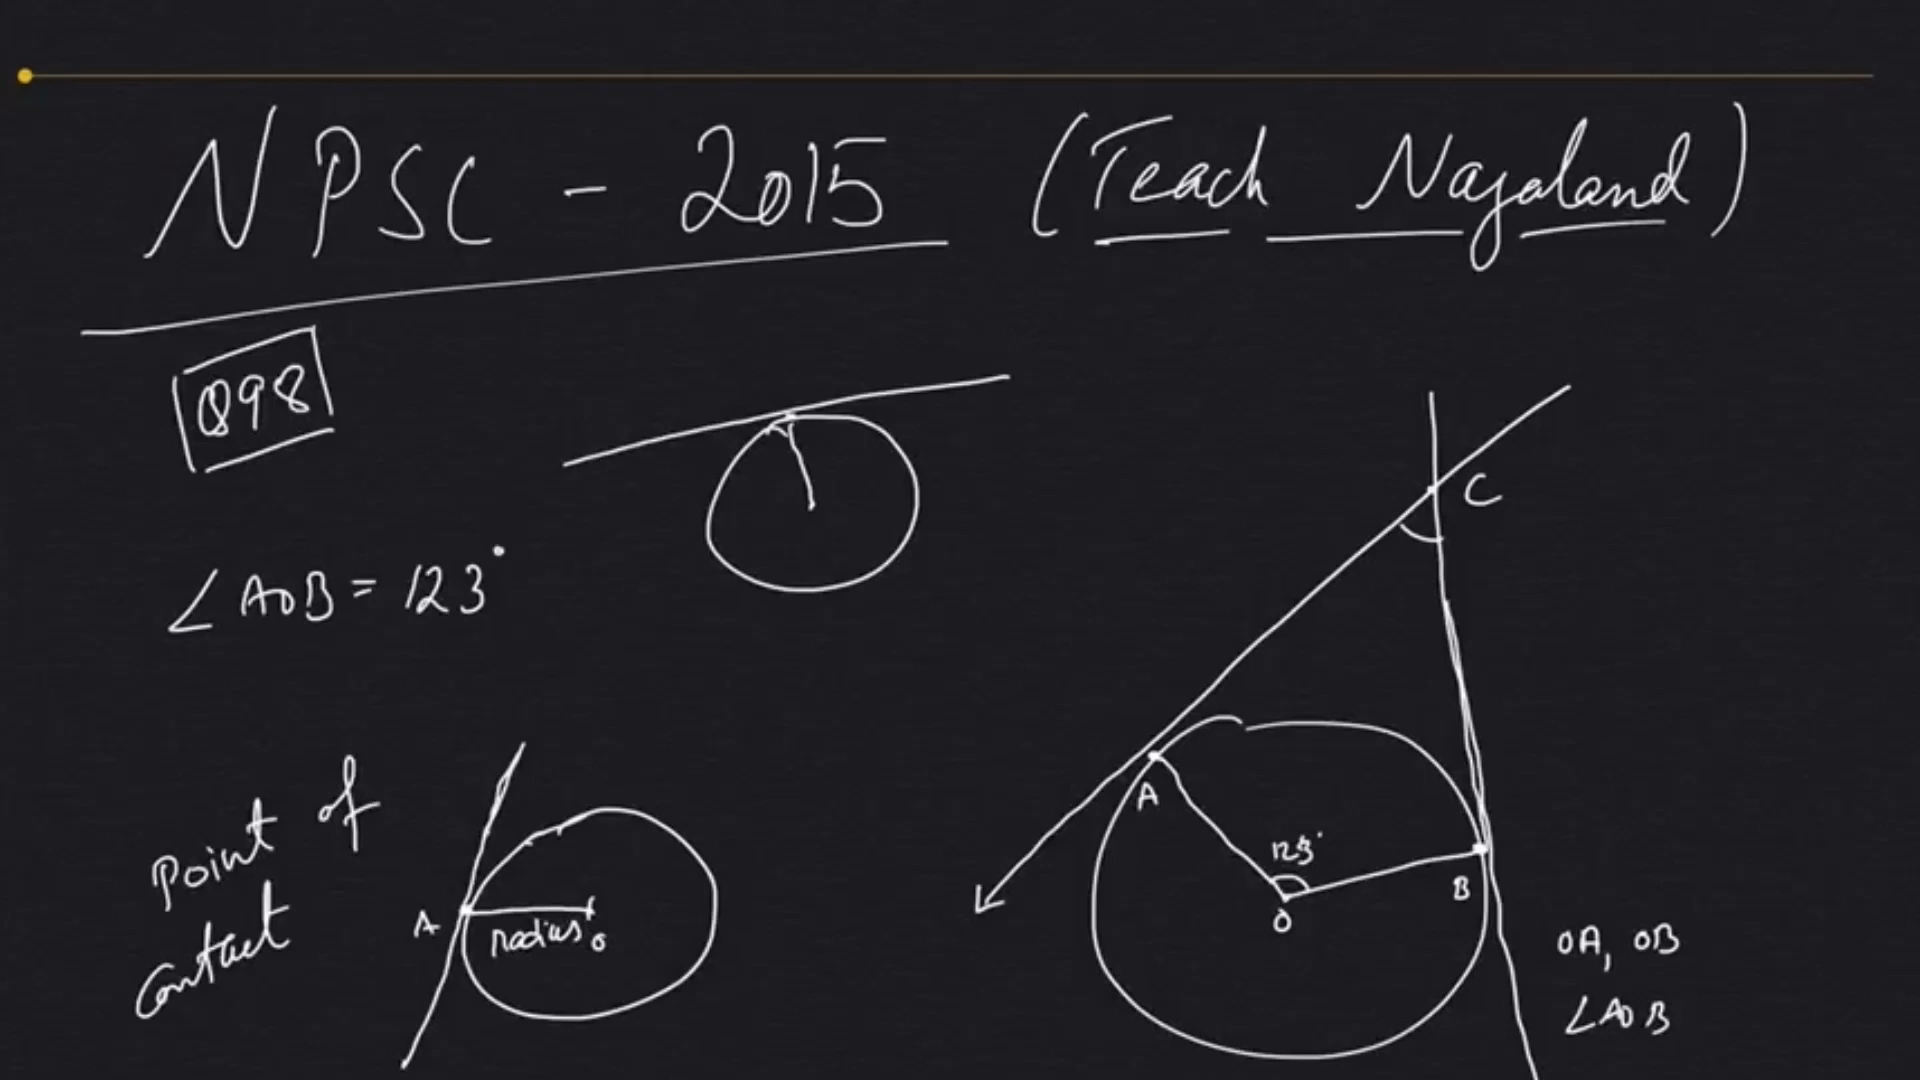 NPSC - 2015 (Teach Nagaland)
Q98
C
∠AOB = 123°
A
123°
O
B
Point of
contact
A
radius
o
OA, OB
∠AOB